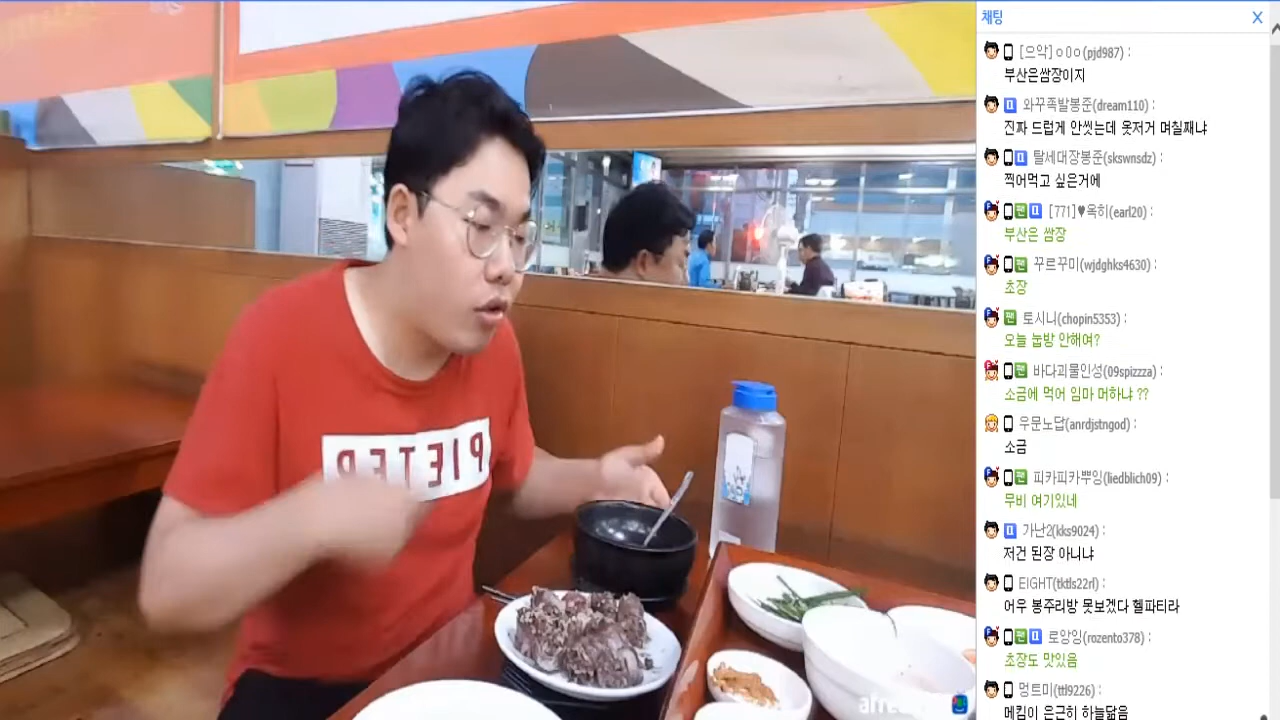 채팅
X
[으악]ㅇ0ㅇ(pjd987) :
부산은쌈장이지
와꾸족발봉준(dream110) :
진짜 드럽게 안씻는데 옷저거 며칠째냐
탈세대장봉준(skswnsdz) :
찍어먹고 싶은거에
[771]♥옥히(earl20) :
부산은 쌈장
꾸르꾸미(wjdghks4630) :
초장
토시니(chopin5353) :
오늘 눕방 안해여?
바다괴물인성(09spizzza) :
소금에 먹어 임마 머하냐 ??
우문노답(anrdjstngod) :
소금
피카피카뿌잉(liedblich09) :
무비 여기있네
가난2(kks9024) :
저건 된장 아니냐
EIGHT(tktls22rl) :
어우 봉주리방 못보겠다 헬파티라
로앙잉(rozento378) :
초장도 맛있음
멍트미(ttl9226) :
메킴이 은근히 하늘닮음
PIETER